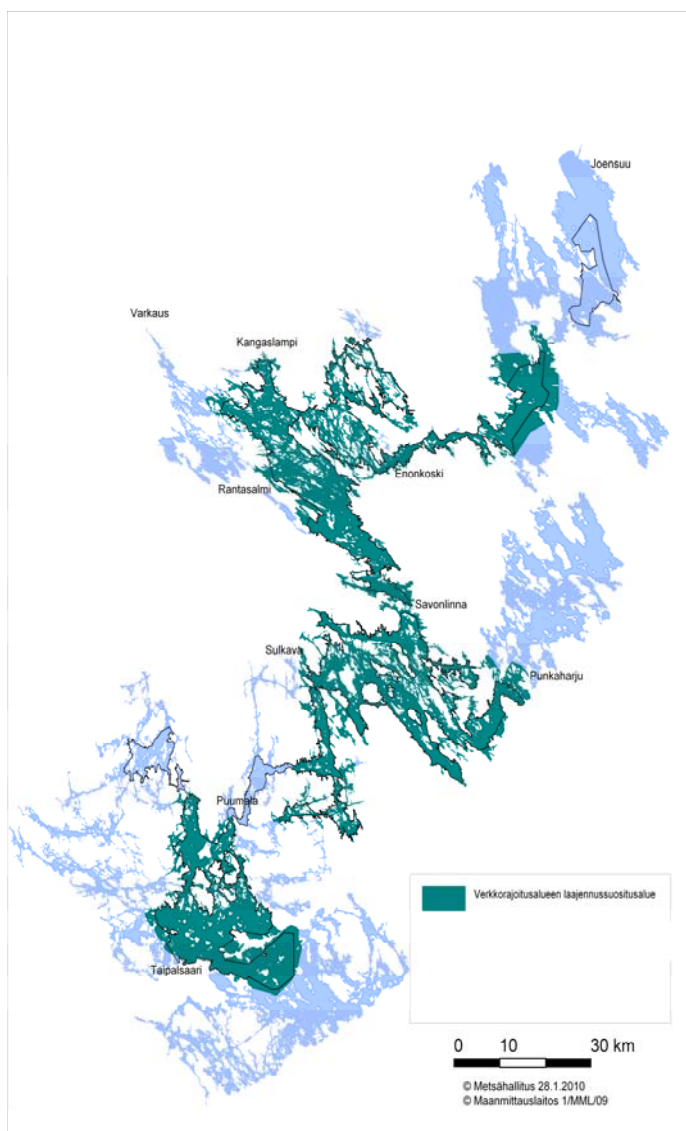 Joensuu
Varkaus
Kangaslampi
Enonkoski
Rantasalmi
Savonlinna
Sulkava
Punkaharju
Puumala
Verkkorajoitusalueen laajennussuositusalue
Taipalsaari
0 10 30 km
© Metsähallitus 28.1.2010
© Maanmittauslaitos 1/MML/09